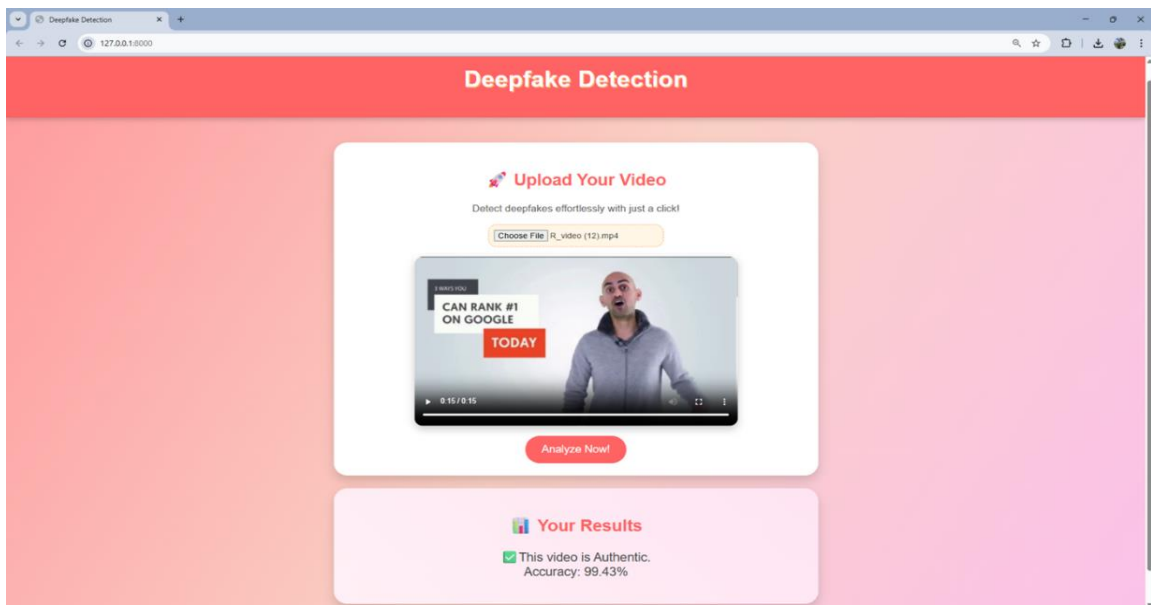 Deepfake Detection
127.0.0.1:8000
Deepfake Detection
Upload Your Video
Detect deepfakes effortlessly with just a click!
Choose File R_video (12).mp4
3 WAYS YOU
CAN RANK #1
ON GOOGLE
TODAY
0:15 / 0:15
Analyze Now!
Your Results
This video is Authentic.
Accuracy: 99.43%